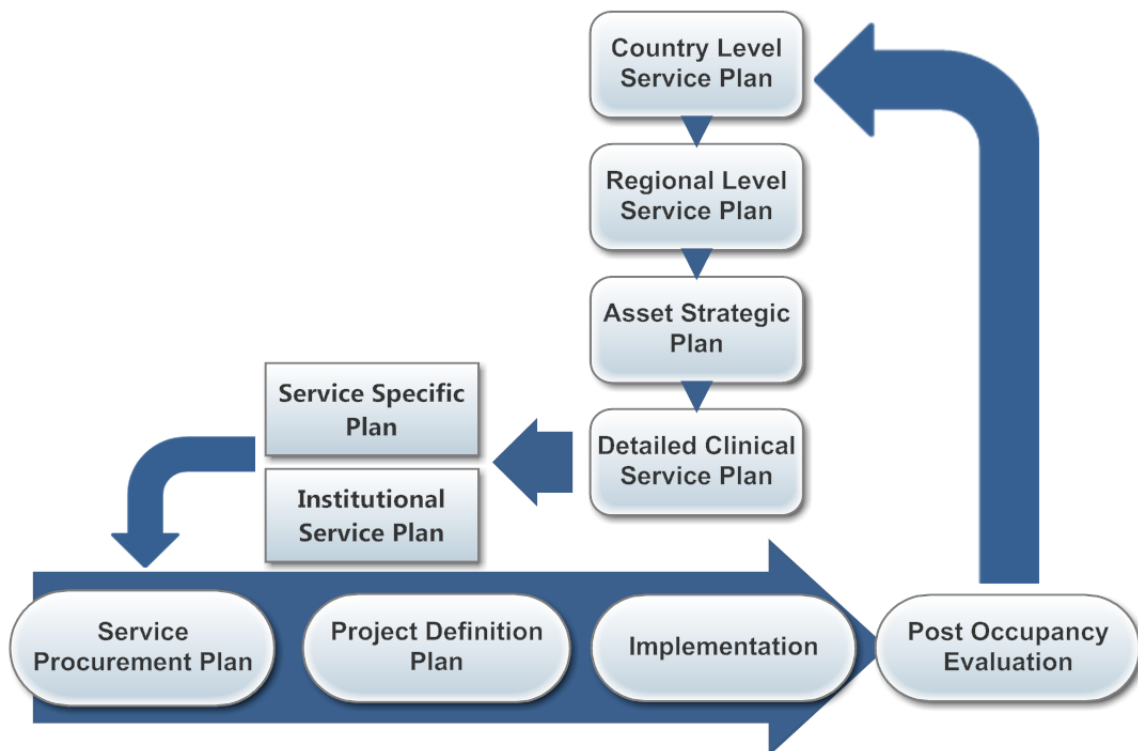 Country Level
Service Plan
Regional Level
Service Plan
Asset Strategic
Plan
Detailed Clinical
Service Plan
Service Specific
Plan
Institutional
Service Plan
Service
Procurement Plan
Project Definition
Plan
Implementation
Post Occupancy
Evaluation